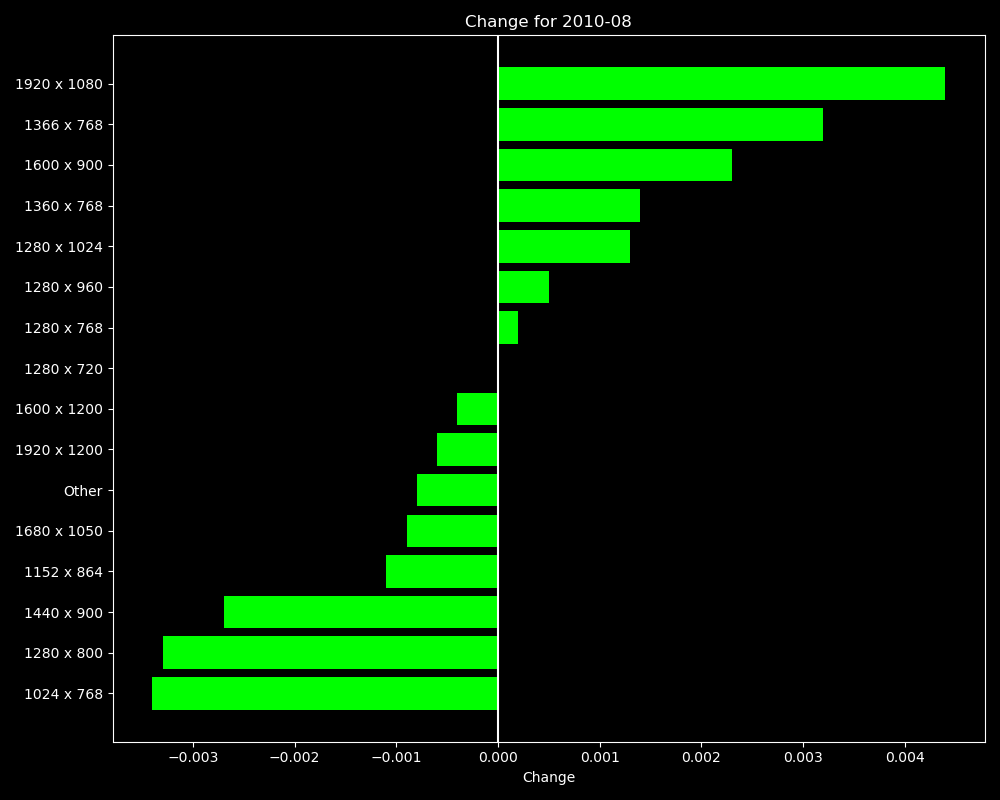 Change for 2010-08
1920 x 1080
1366 x 768
1600 x 900
1360 x 768
1280 x 1024
1280 x 960
1280 x 768
1280 x 720
1600 x 1200
1920 x 1200
Other
1680 x 1050
1152 x 864
1440 x 900
1280 x 800
1024 x 768
−0.003 −0.002 −0.001 0.000 0.001 0.002 0.003 0.004
Change